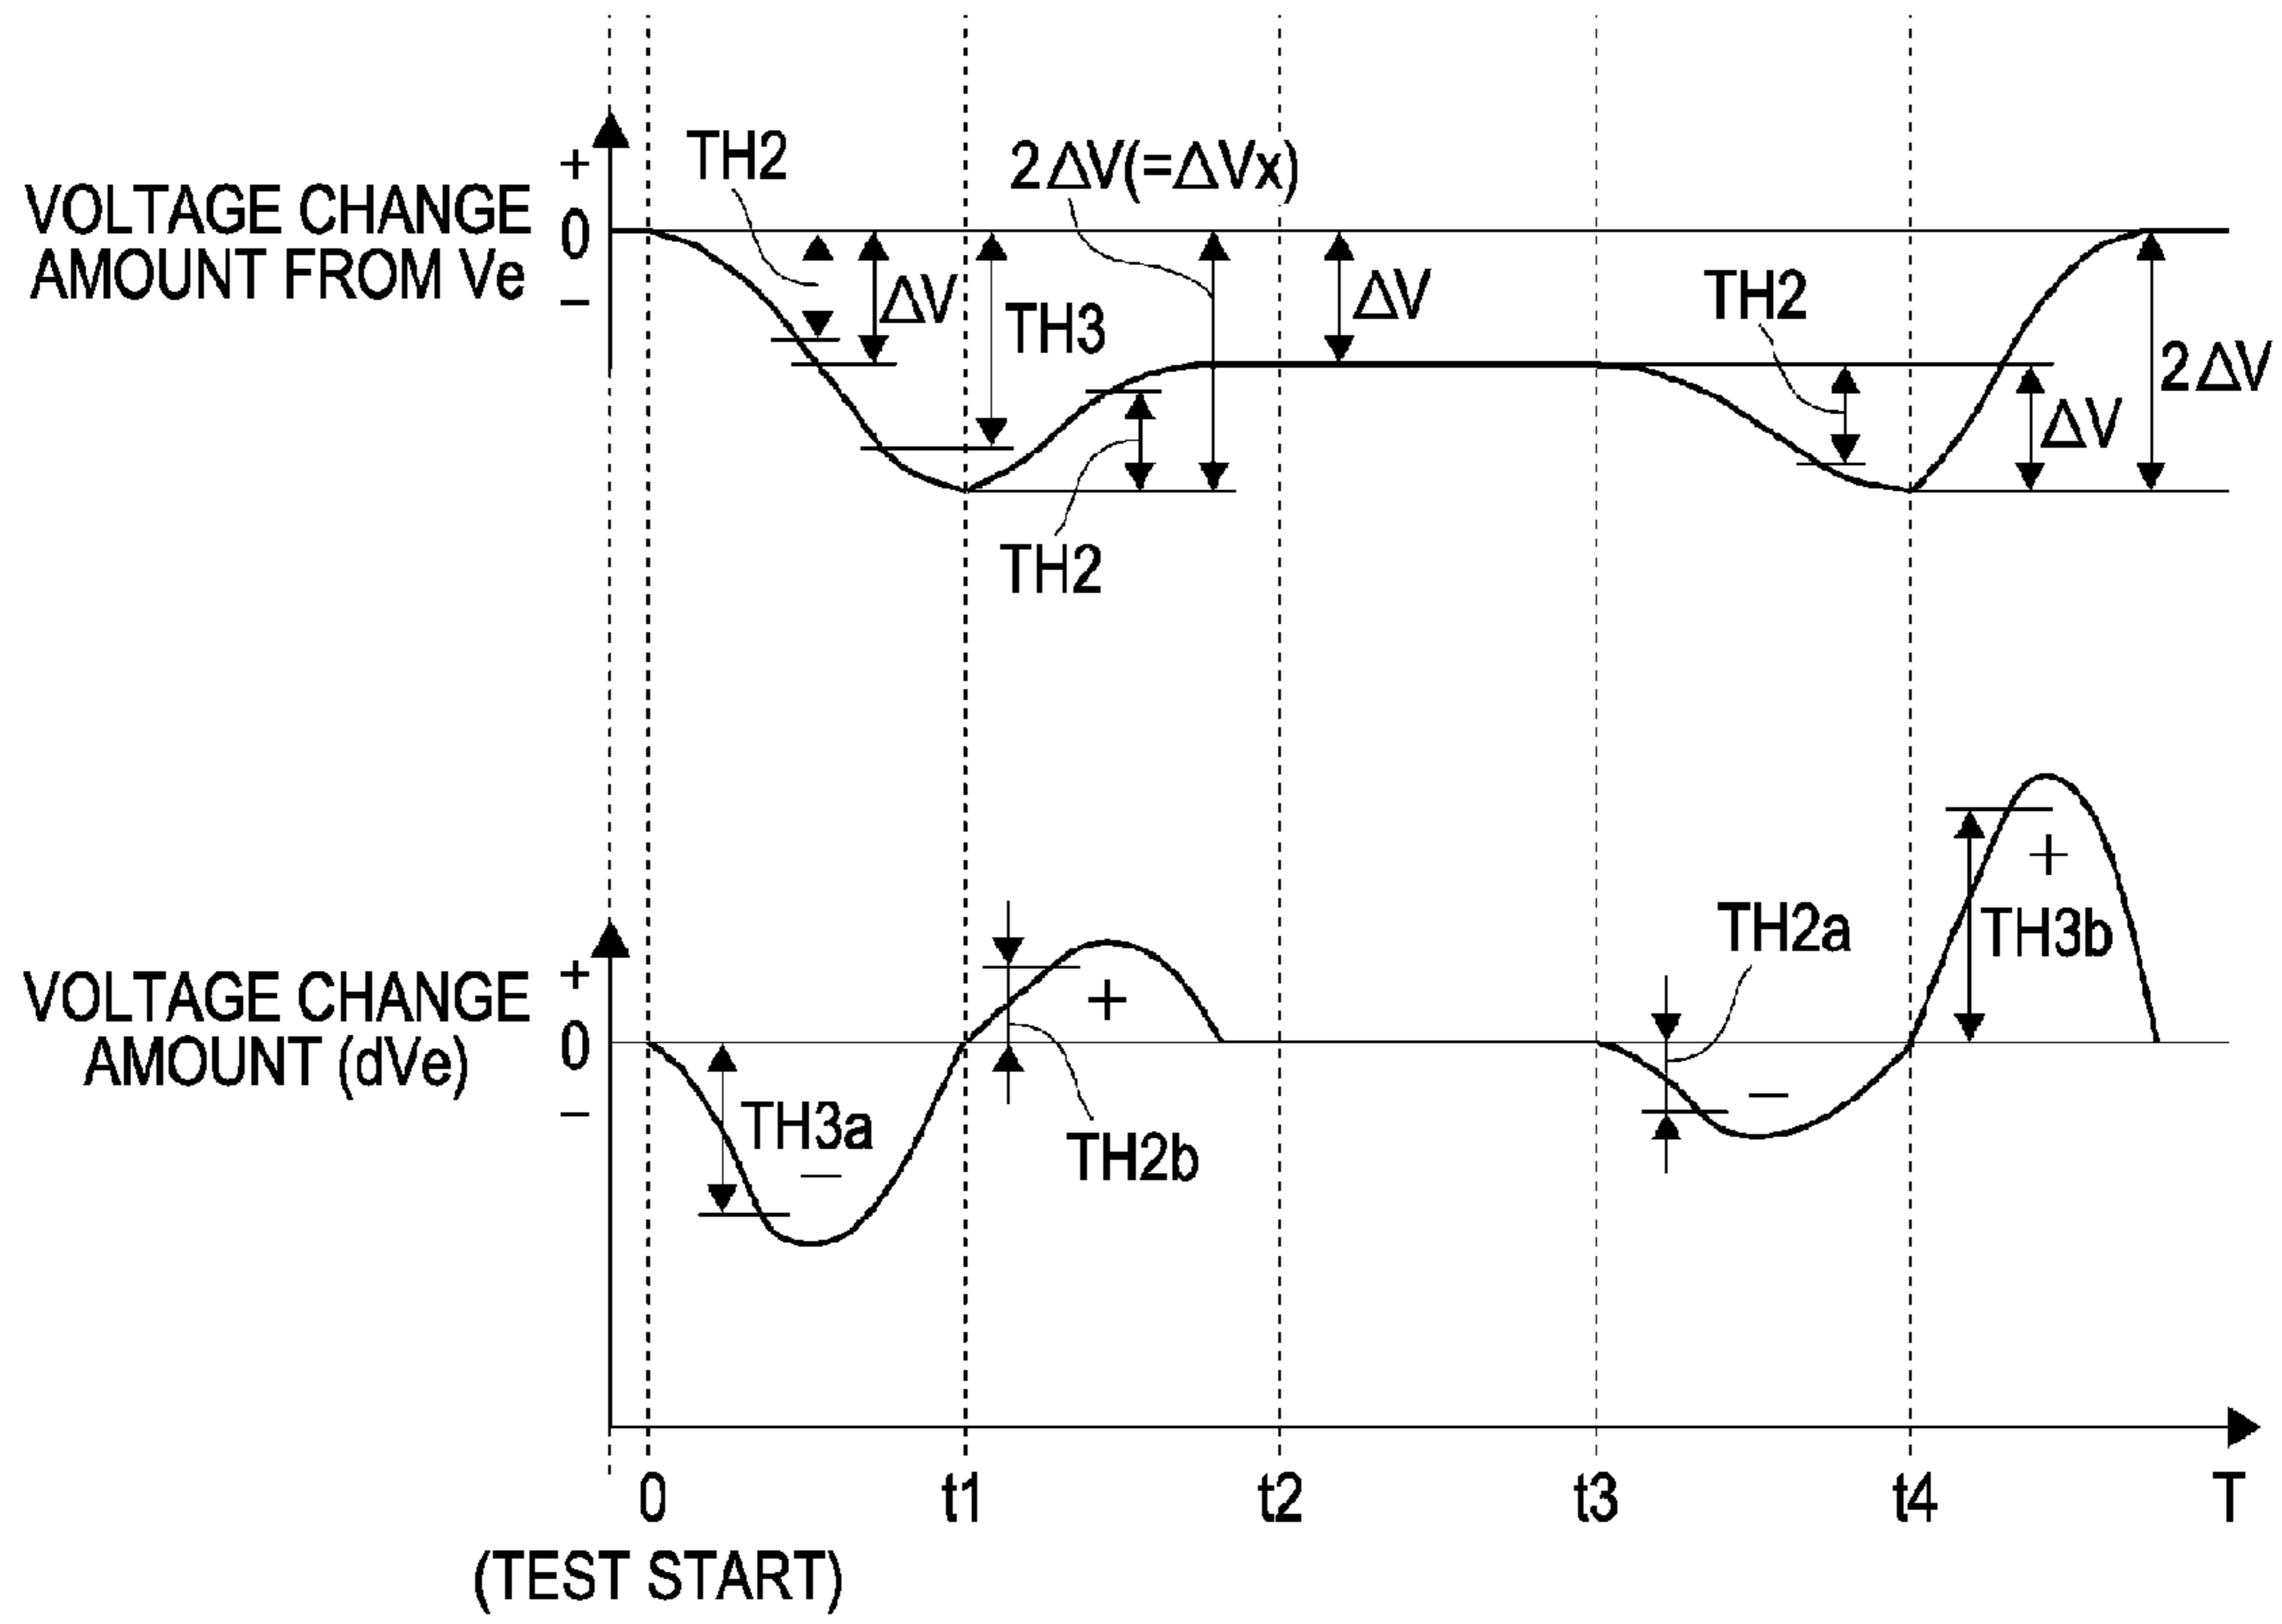 TH2
2ΔV(=ΔVx)
+
VOLTAGE CHANGE
AMOUNT FROM Ve
0
−
ΔV
TH3
ΔV
TH2
2ΔV
ΔV
TH2
+
TH3b
TH2a
VOLTAGE CHANGE
AMOUNT (dVe)
+
0
−
+
−
TH3a
−
TH2b
0
t1
t2
t3
t4
T
(TEST START)